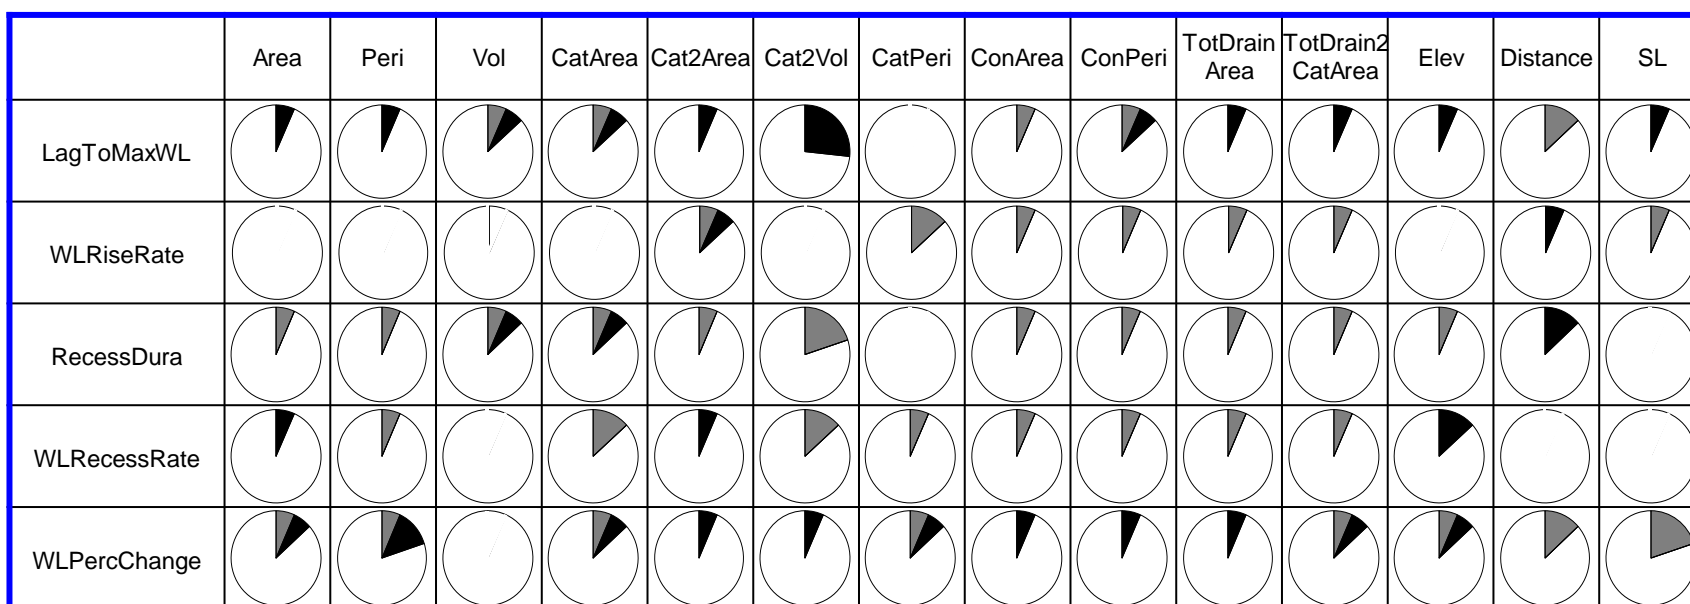 Area Peri Vol CatArea Cat2Area Cat2Vol CatPeri ConArea ConPeri TotDrain Area TotDrain2 CatArea Elev Distance SL
LagToMaxWL
WLRiseRate
RecessDura
WLRecessRate
WLPercChange